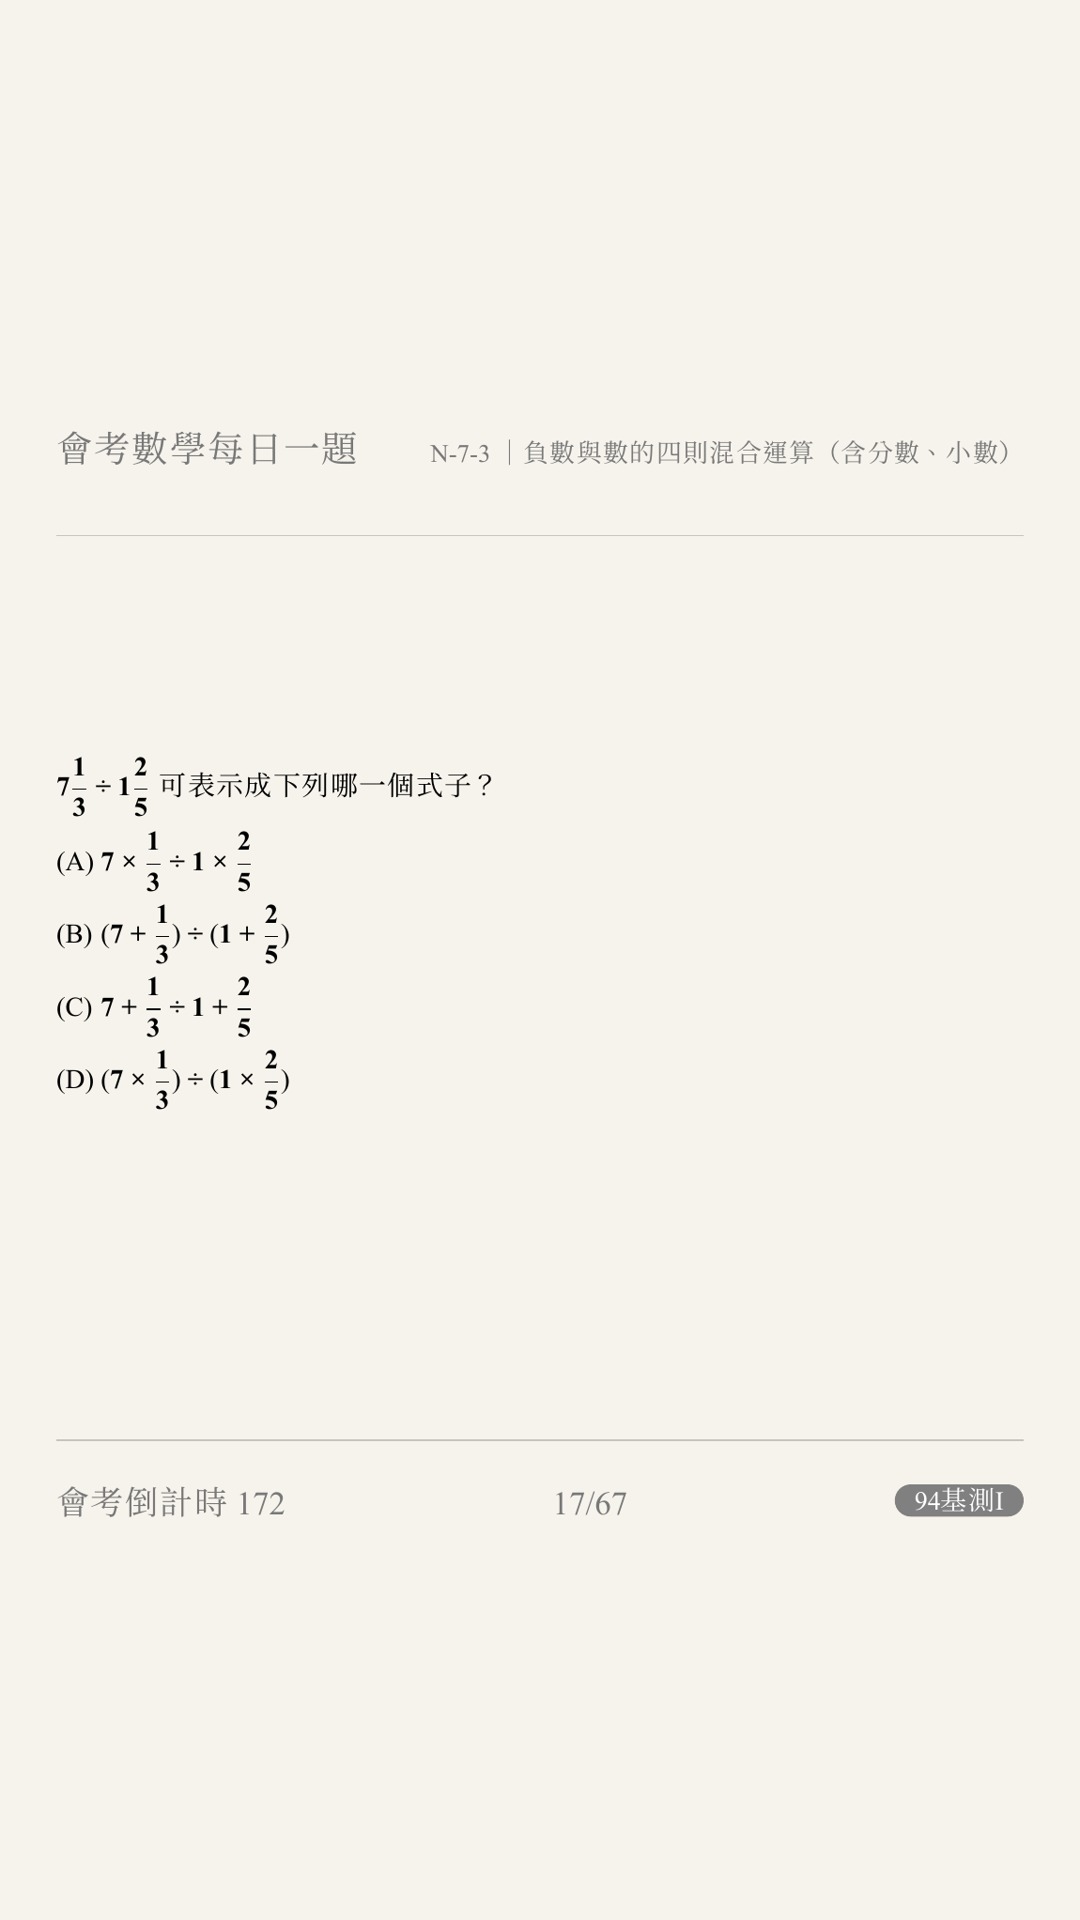 會考數學每日一題
N-7-3｜負數與數的四則混合運算（含分數、小數）
7 1/3 ÷ 1 2/5 可表示成下列哪一個式子？
(A) 7 × 1/3 ÷ 1 × 2/5
(B) (7 + 1/3) ÷ (1 + 2/5)
(C) 7 + 1/3 ÷ 1 + 2/5
(D) (7 × 1/3) ÷ (1 × 2/5)
會考倒計時 172
17/67
94基測I